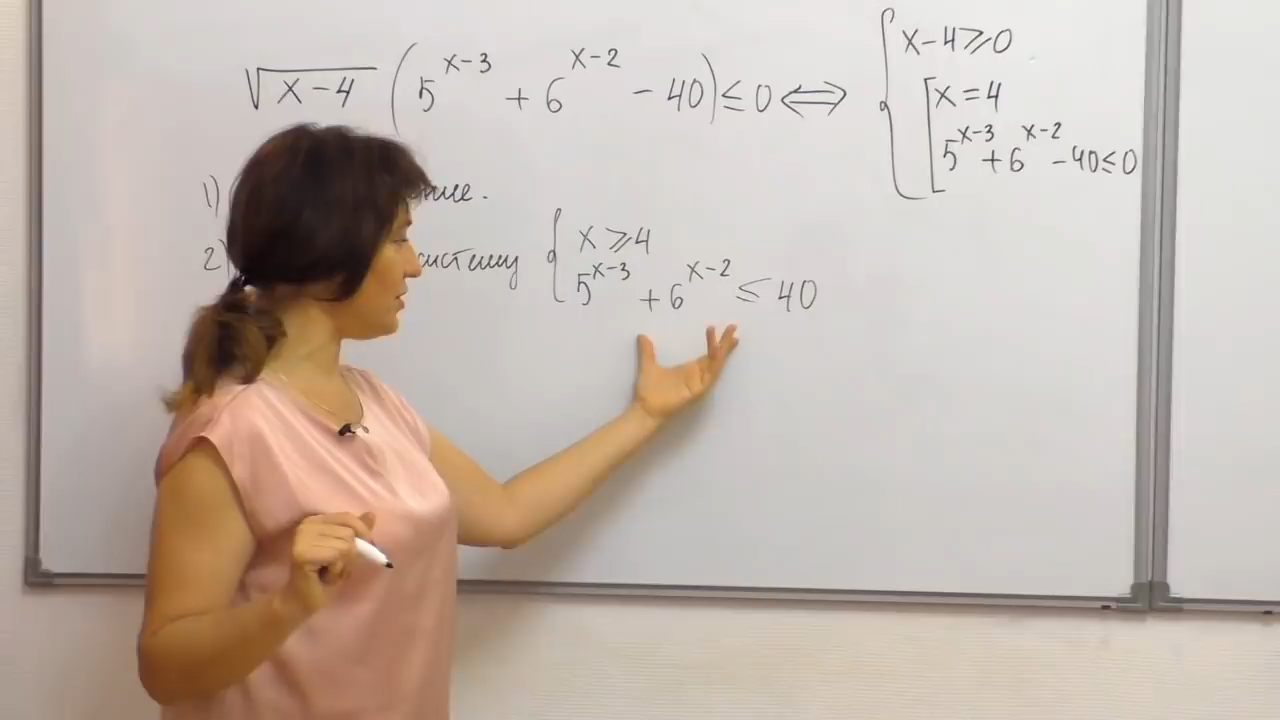 √x-4 (5^{x-3} + 6^{x-2} - 40) ≤ 0 ⟺ { x-4⩾0
[ x=4
5^{x-3} + 6^{x-2} - 40 ≤ 0
1)
2) систему { x ⩾ 4
5^{x-3} + 6^{x-2} ≤ 40